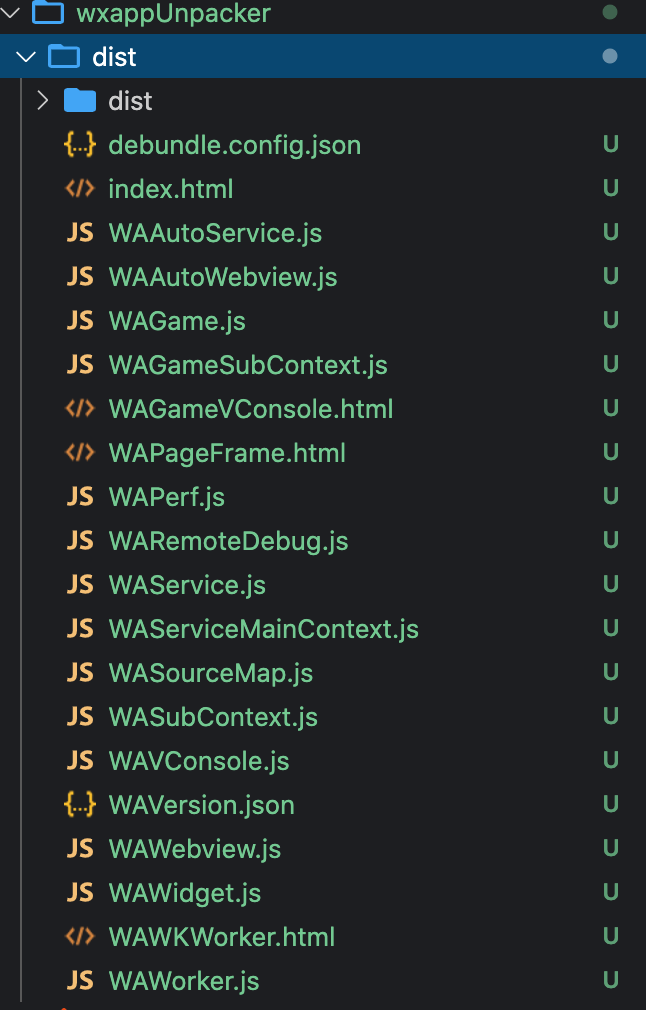 wxappUnpacker
dist
dist
{...} debundle.config.json U
</> index.html U
JS WAAutoService.js U
JS WAAutoWebview.js U
JS WAGame.js U
JS WAGameSubContext.js U
</> WAGameVConsole.html U
</> WAPageFrame.html U
JS WAPerf.js U
JS WARemoteDebug.js U
JS WAService.js U
JS WAServiceMainContext.js U
JS WASourceMap.js U
JS WASubContext.js U
JS WAVConsole.js U
{...} WAVersion.json U
JS WAWebview.js U
JS WAWidget.js U
</> WAWKWorker.html U
JS WAWorker.js U